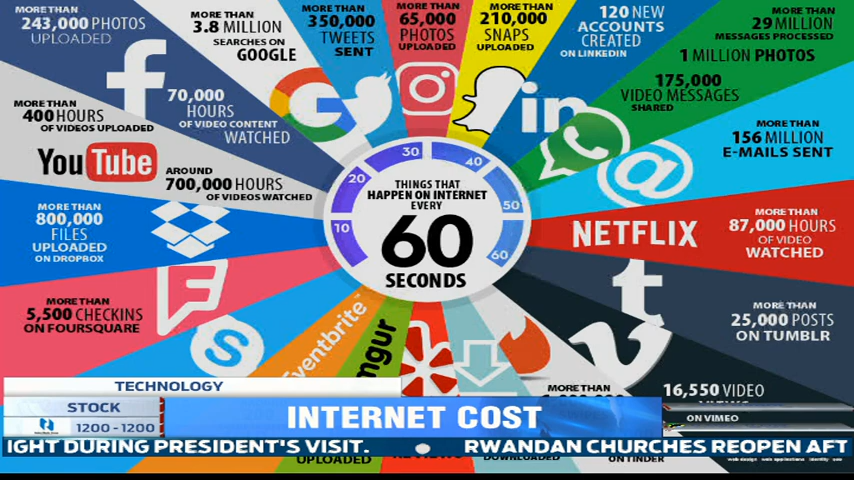 MORE THAN
243,000 PHOTOS
UPLOADED
70,000
HOURS
OF VIDEO CONTENT
WATCHED
MORE THAN
3.8 MILLION
SEARCHES ON
GOOGLE
MORE THAN
350,000
TWEETS
SENT
MORE THAN
65,000
PHOTOS
UPLOADED
MORE THAN
210,000
SNAPS
UPLOADED
120 NEW
ACCOUNTS
CREATED
ON LINKEDIN
in
MORE THAN
29 MILLION
MESSAGES PROCESSED
1 MILLION PHOTOS
175,000
VIDEO MESSAGES
SHARED
MORE THAN
156 MILLION
E-MAILS SENT
@
NETFLIX
MORE THAN
87,000 HOURS
OF VIDEO
WATCHED
MORE THAN
25,000 POSTS
ON TUMBLR
16,550 VIDEO
ON VIMEO
MORE THAN
400 HOURS
OF VIDEOS UPLOADED
YouTube
AROUND
700,000 HOURS
OF VIDEOS WATCHED
MORE THAN
800,000
FILES
UPLOADED
ON DROPBOX
MORE THAN
5,500 CHECKINS
ON FOURSQUARE
10
20
30
40
50
60
THINGS THAT
HAPPEN ON INTERNET
EVERY
60
SECONDS
Eventbrite
mgur
MORE THAN
TECHNOLOGY
STOCK
1200 - 1200
INTERNET COST
IGHT DURING PRESIDENT'S VISIT.
RWANDAN CHURCHES REOPEN AFT
UPLOADED
DOWNLOADED
ON TINDER